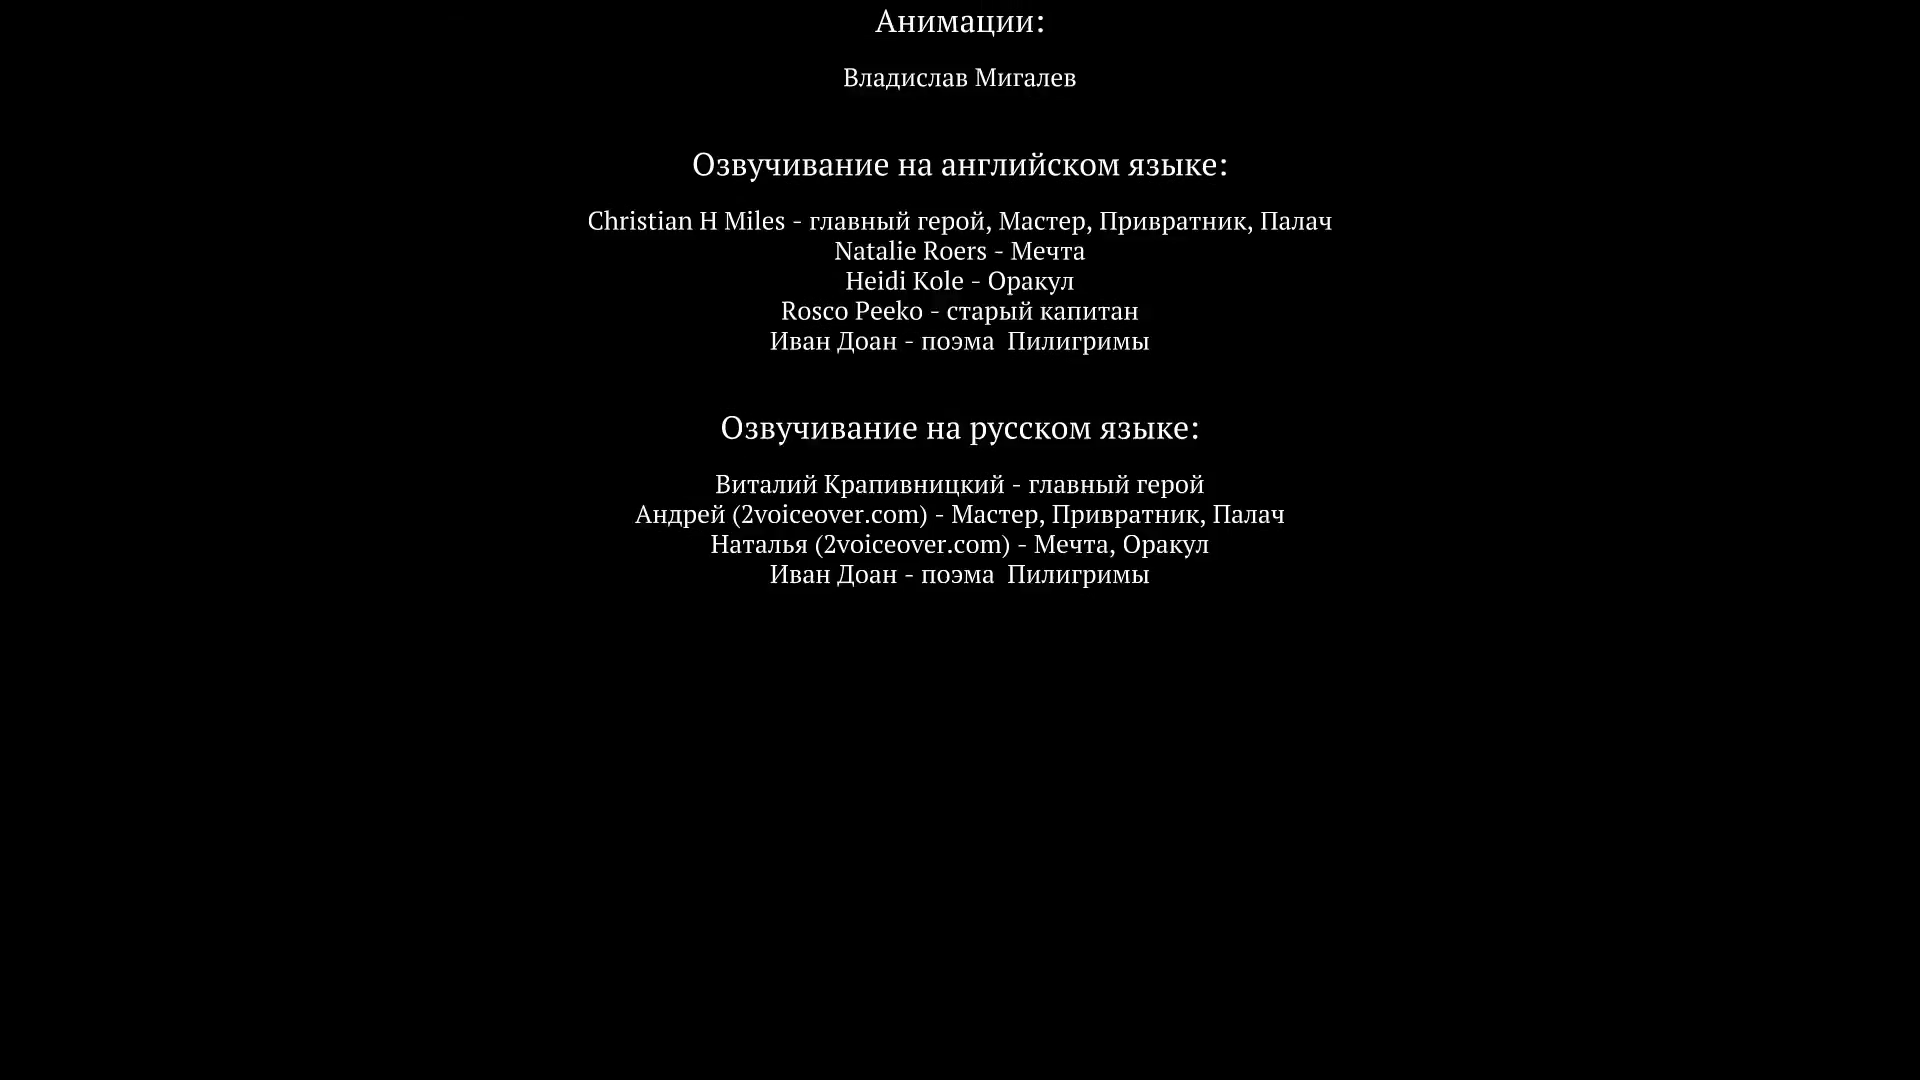 Анимации:
Владислав Мигалев
Озвучивание на английском языке:
Christian H Miles - главный герой, Мастер, Привратник, Палач
Natalie Roers - Мечта
Heidi Kole - Оракул
Rosco Peeko - старый капитан
Иван Доан - поэма  Пилигримы
Озвучивание на русском языке:
Виталий Крапивницкий - главный герой
Андрей (2voiceover.com) - Мастер, Привратник, Палач
Наталья (2voiceover.com) - Мечта, Оракул
Иван Доан - поэма  Пилигримы